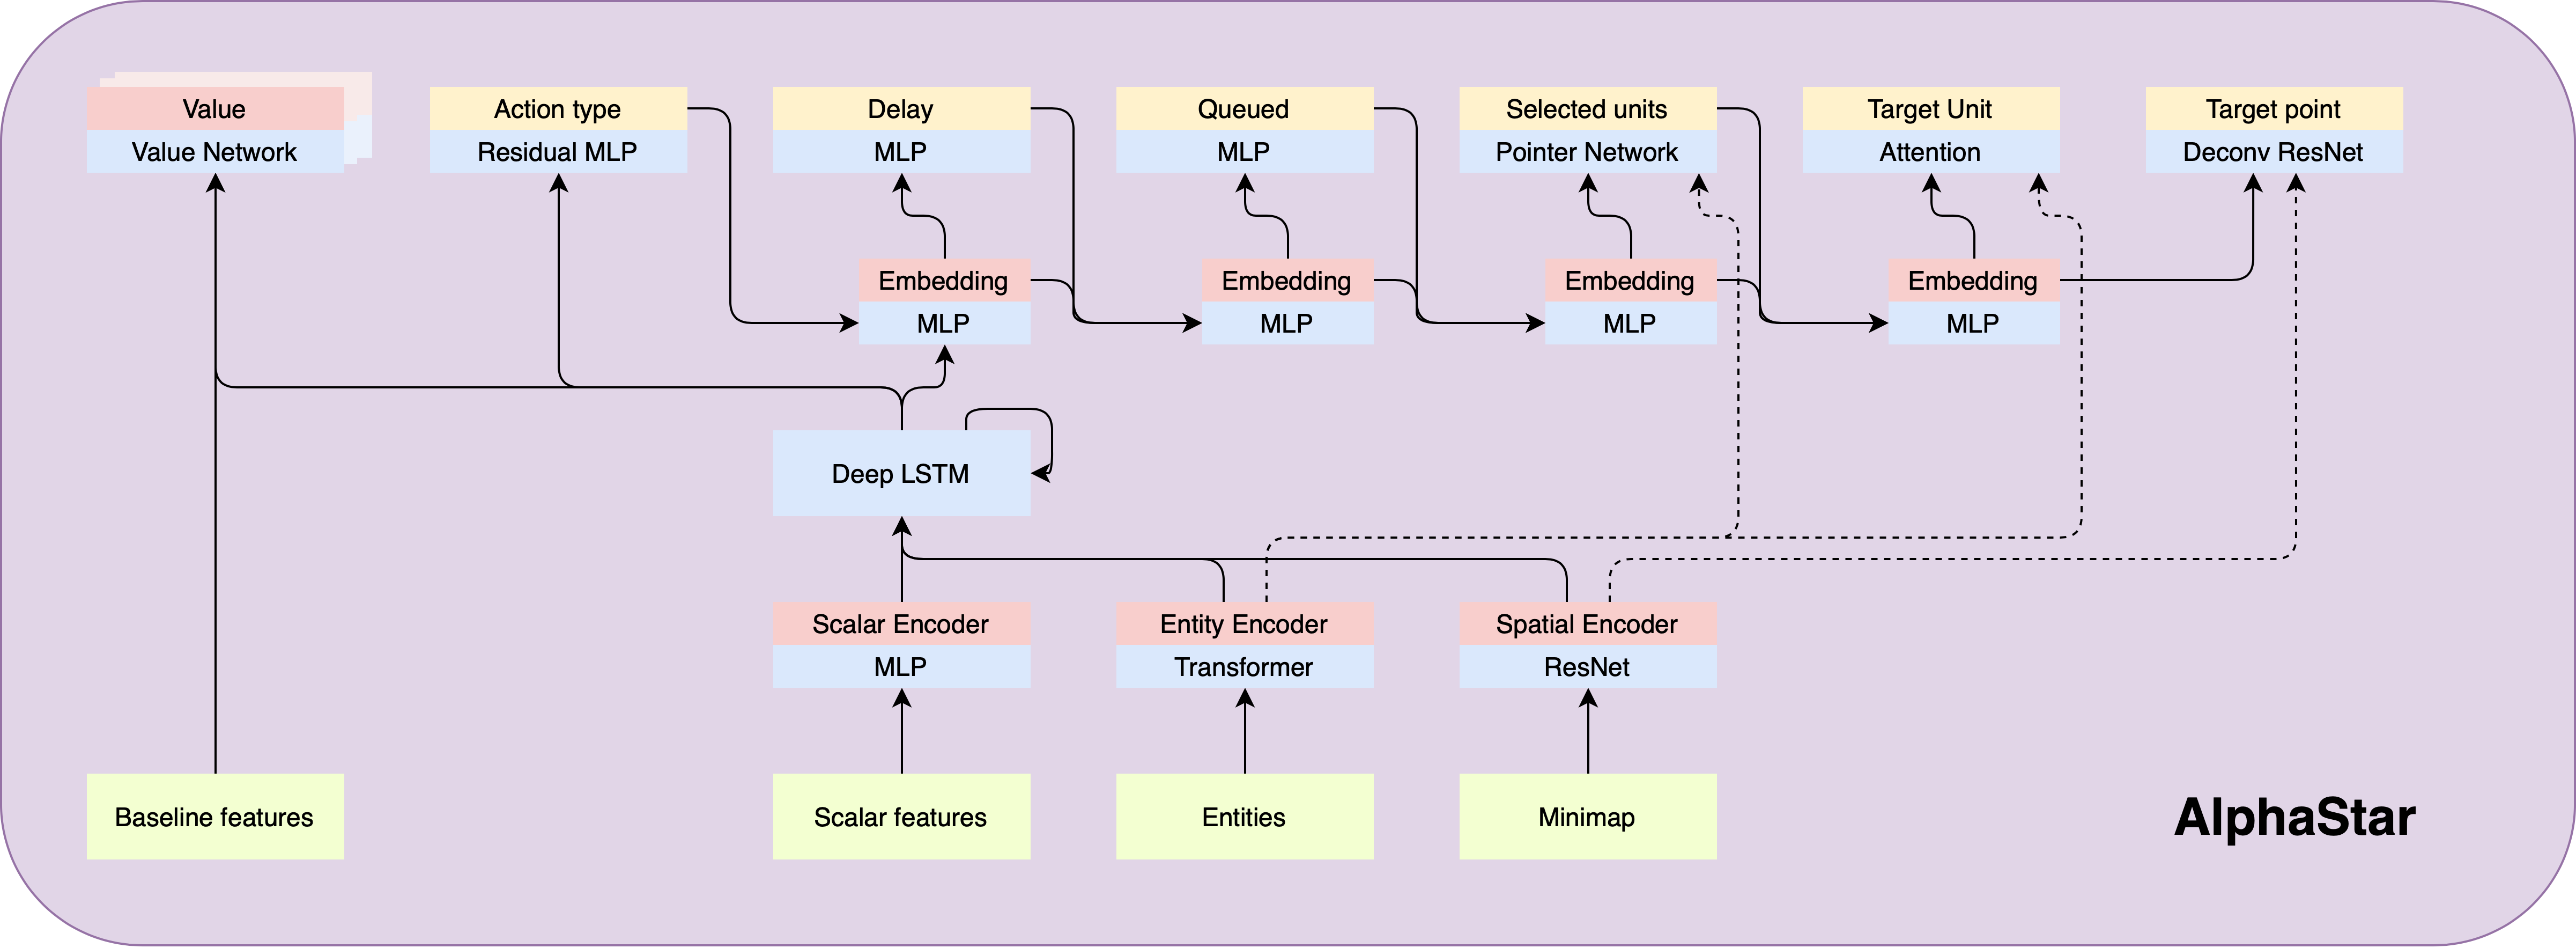 Value
Value Network
Action type
Residual MLP
Delay
MLP
Queued
MLP
Selected units
Pointer Network
Target Unit
Attention
Target point
Deconv ResNet
Embedding
MLP
Embedding
MLP
Embedding
MLP
Embedding
MLP
Deep LSTM
Scalar Encoder
MLP
Entity Encoder
Transformer
Spatial Encoder
ResNet
Baseline features
Scalar features
Entities
Minimap
AlphaStar